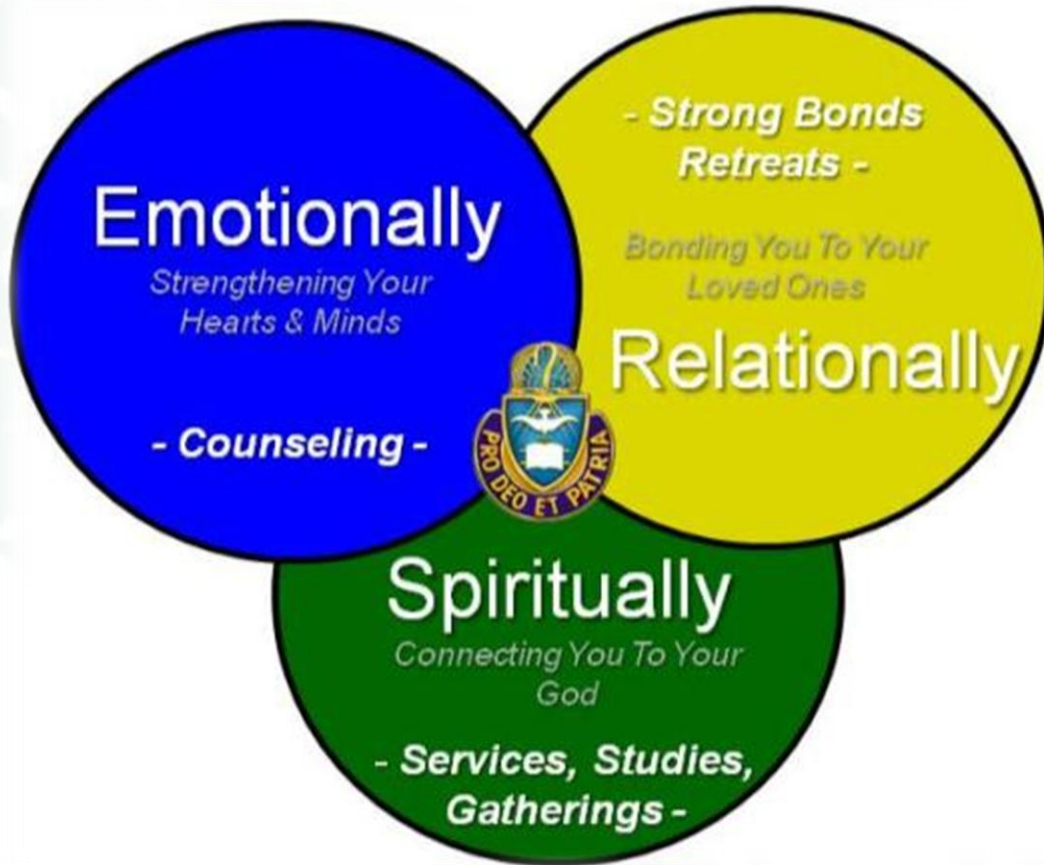 Emotionally
Strengthening Your
Hearts & Minds
- Counseling -
- Strong Bonds
Retreats -
Bonding You To Your
Loved Ones
Relationally
PRO DEO ET PATRIA
Spiritually
Connecting You To Your
God
- Services, Studies,
Gatherings -